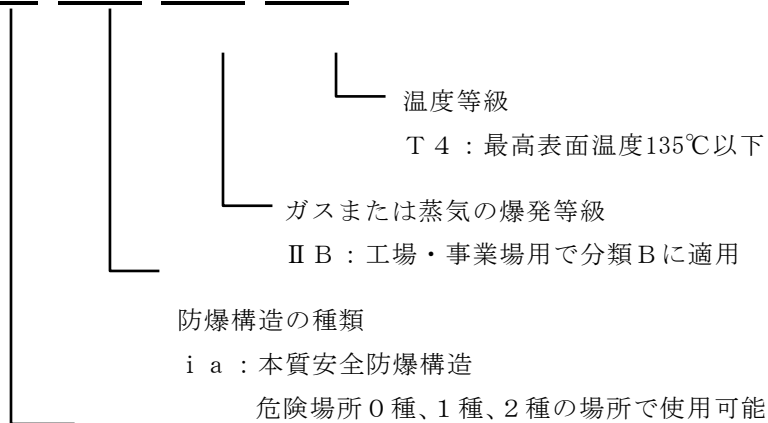 温度等級
Ｔ４：最高表面温度135℃以下
ガスまたは蒸気の爆発等級
ⅡＢ：工場・事業場用で分類Ｂに適用
防爆構造の種類
ｉａ：本質安全防爆構造
危険場所０種、１種、２種の場所で使用可能